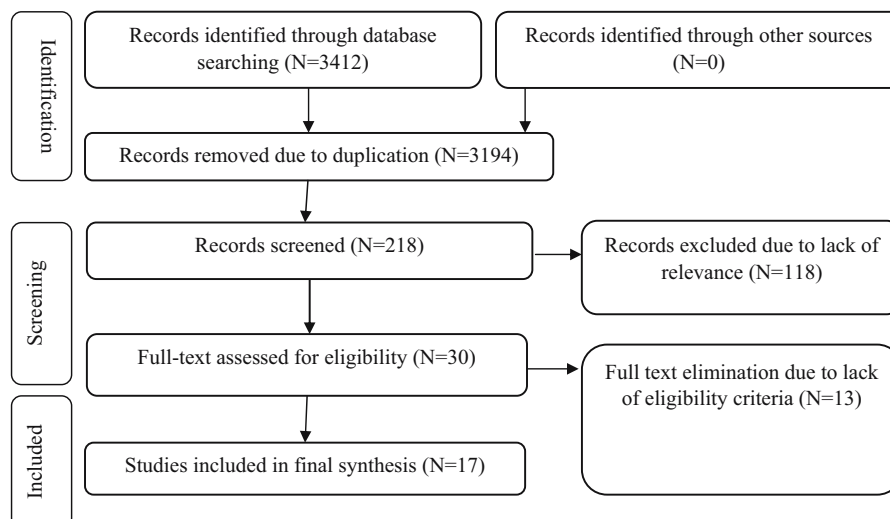 Identification
Records identified through database
searching (N=3412)
Records identified through other sources
(N=0)
Records removed due to duplication (N=3194)
Screening
Records screened (N=218)
Records excluded due to lack of
relevance (N=118)
Full-text assessed for eligibility (N=30)
Full text elimination due to lack
of eligibility criteria (N=13)
Included
Studies included in final synthesis (N=17)